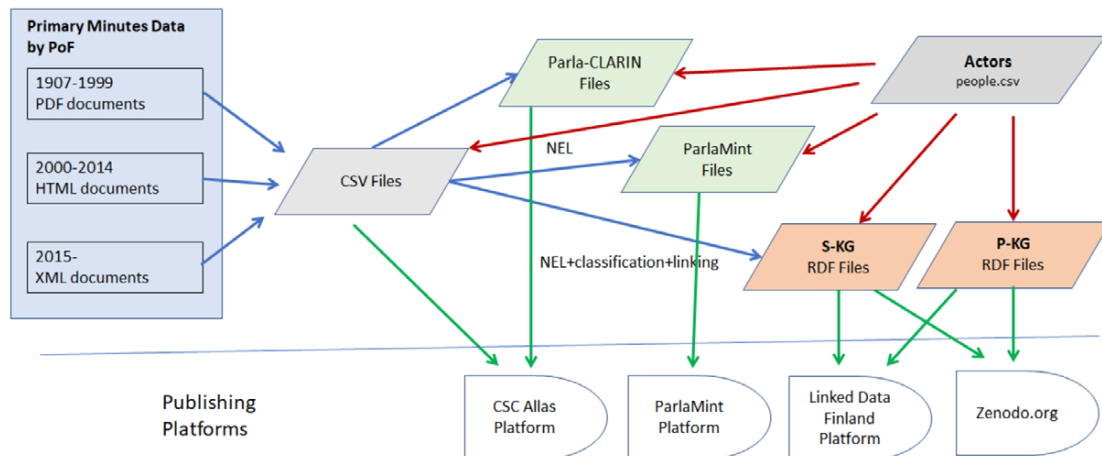 Primary Minutes Data
by PoF
1907-1999
PDF documents
2000-2014
HTML documents
2015-
XML documents
CSV Files
Parla-CLARIN
Files
Actors
people.csv
NEL
ParlaMint
Files
NEL+classification+linking
S-KG
RDF Files
P-KG
RDF Files
Publishing
Platforms
CSC Allas
Platform
ParlaMint
Platform
Linked Data
Finland
Platform
Zenodo.org